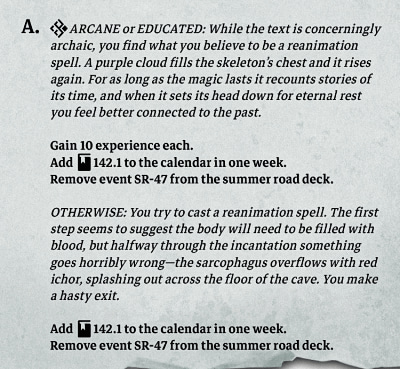 A. ARCANE or EDUCATED: While the text is concerningly
archaic, you find what you believe to be a reanimation
spell. A purple cloud fills the skeleton's chest and it rises
again. For as long as the magic lasts it recounts stories of
its time, and when it sets its head down for eternal rest
you feel better connected to the past.
Gain 10 experience each.
Add 142.1 to the calendar in one week.
Remove event SR-47 from the summer road deck.
OTHERWISE: You try to cast a reanimation spell. The first
step seems to suggest the body will need to be filled with
blood, but halfway through the incantation something
goes horribly wrong—the sarcophagus overflows with red
ichor, splashing out across the floor of the cave. You make
a hasty exit.
Add 142.1 to the calendar in one week.
Remove event SR-47 from the summer road deck.